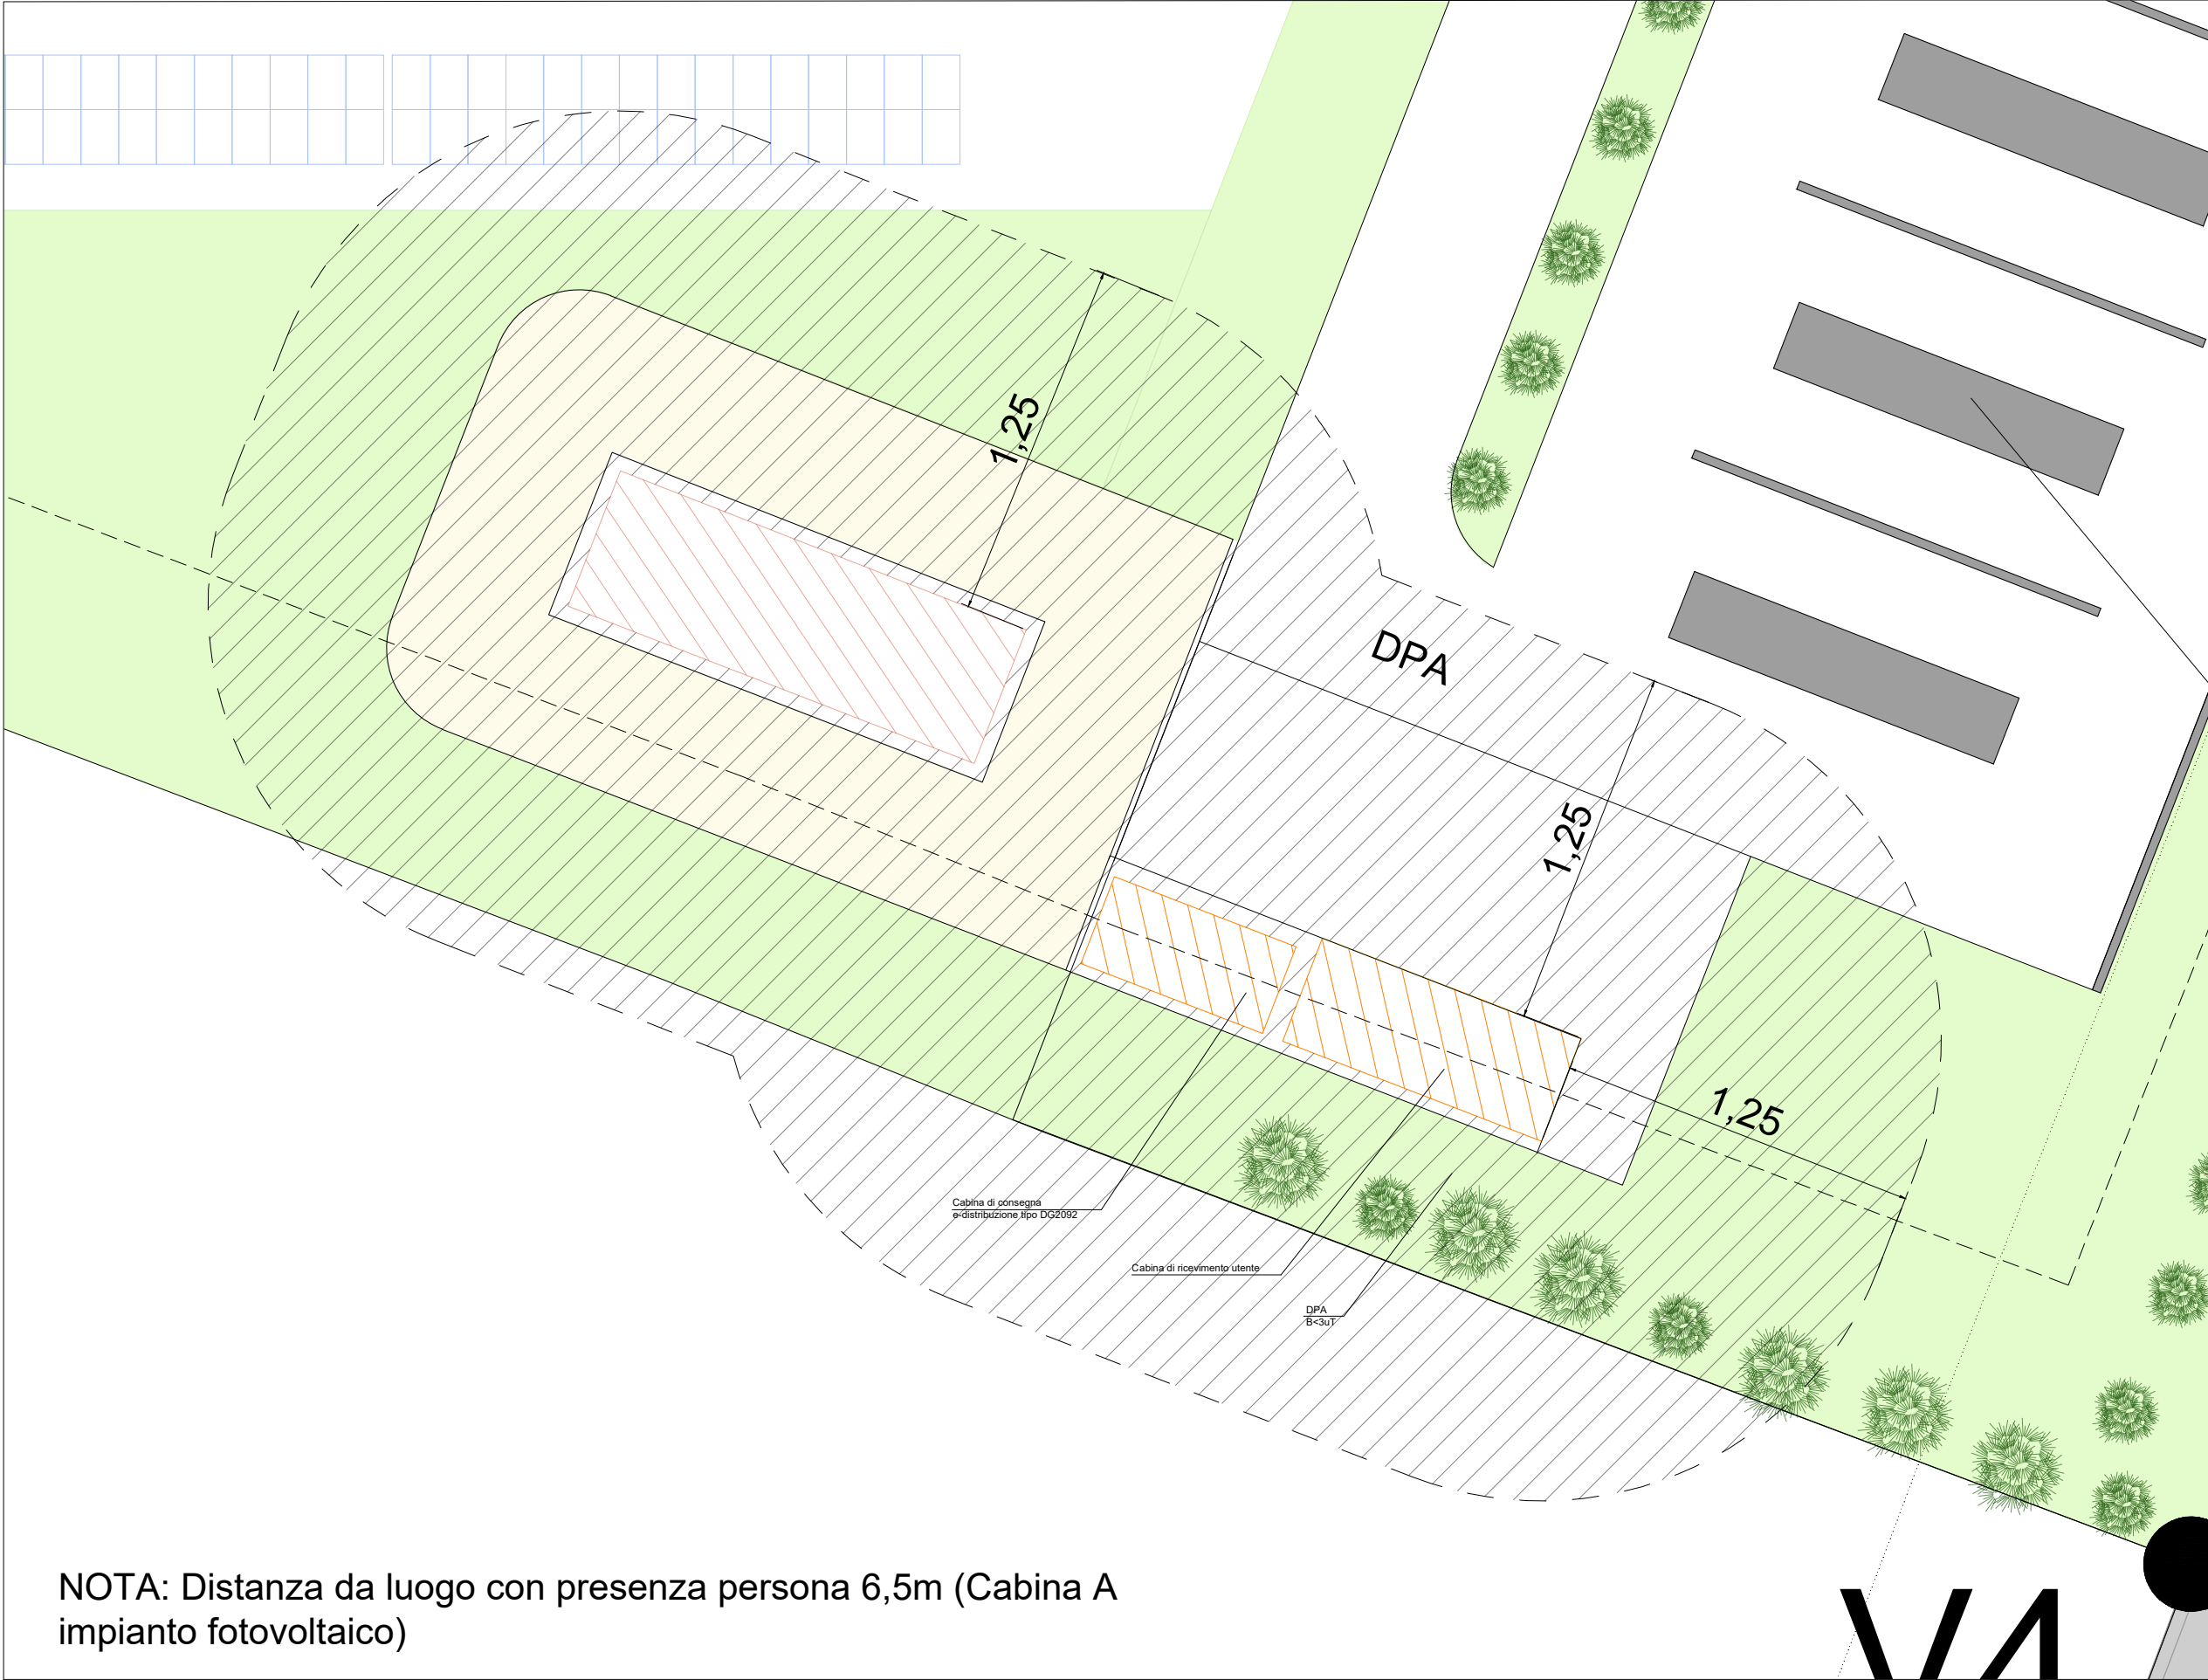 1,25
DPA
1,25
1,25
Cabina di consegna
e-distribuzione tipo DG2092
Cabina di ricevimento utente
DPA
B<3uT
NOTA: Distanza da luogo con presenza persona 6,5m (Cabina A
impianto fotovoltaico)
V4